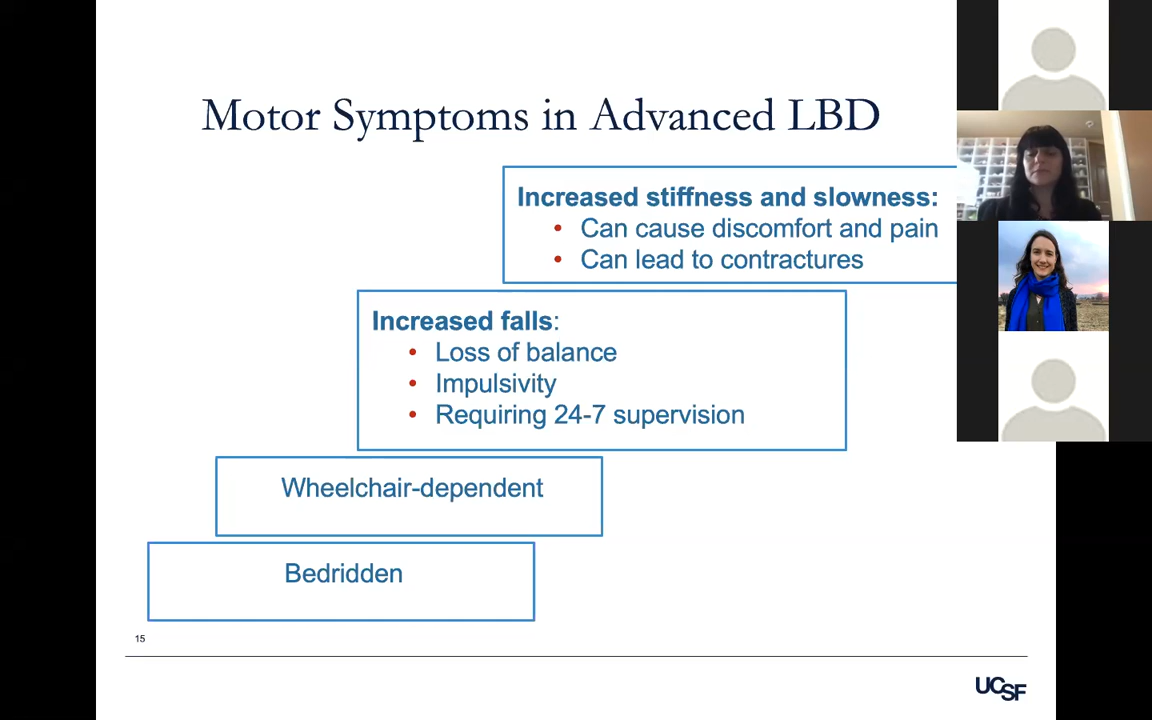 Motor Symptoms in Advanced LBD
Increased stiffness and slowness:
• Can cause discomfort and pain
• Can lead to contractures
Increased falls:
• Loss of balance
• Impulsivity
• Requiring 24-7 supervision
Wheelchair-dependent
Bedridden
15
UCSF